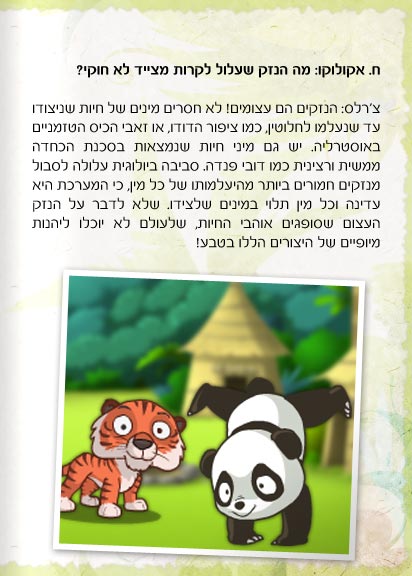 ח. אקולוקו: מה הנזק שעלול לקרות מצייד לא חוקי?
צ'רלס: הנזקים הם עצומים! לא חסרים מינים של חיות שניצודו
עד שנעלמו לחלוטין, כמו ציפור הדודו, או זאבי הכיס הטזמניים
באוסטרליה. יש גם מיני חיות שנמצאות בסכנת הכחדה
ממשית ורצינית כמו דובי פנדה. סביבה ביולוגית עלולה לסבול
מנזקים חמורים ביותר מהיעלמותו של כל מין, כי המערכת היא
עדינה וכל מין תלוי במינים שלצידו. שלא לדבר על הנזק
העצום שסופגים אוהבי החיות, שלעולם לא יוכלו ליהנות
מיופיים של היצורים הללו בטבע!